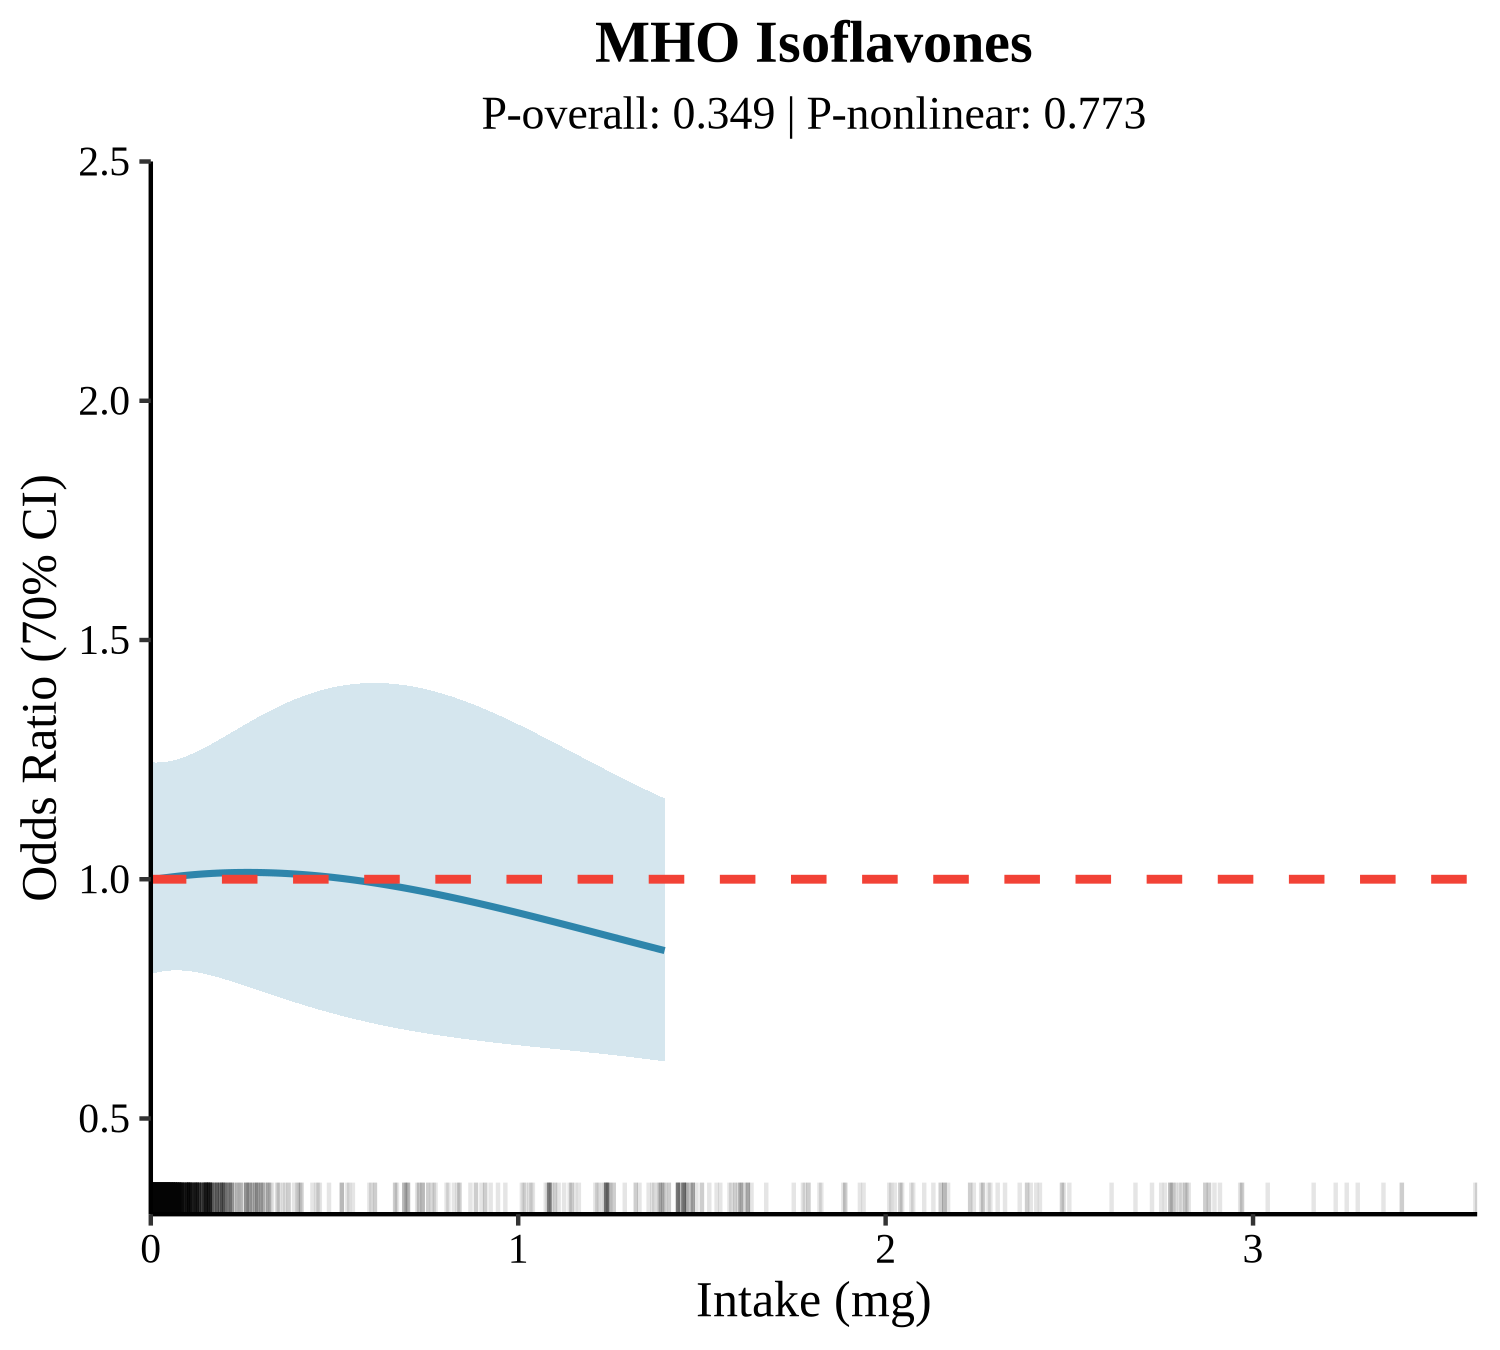 MHO Isoflavones
P-overall: 0.349 | P-nonlinear: 0.773
Odds Ratio (70% CI)
2.5
2.0
1.5
1.0
0.5
0
1
2
3
Intake (mg)